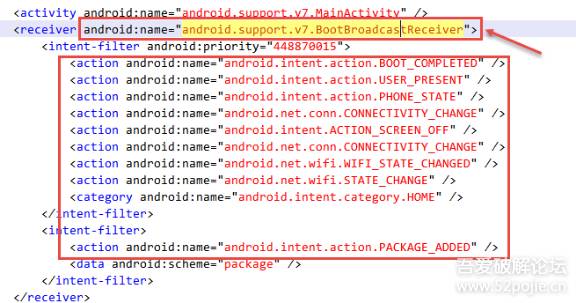 <activity android:name="android.support.v7.MainActivity" />
<receiver android:name="android.support.v7.BootBroadcastReceiver">
<intent-filter android:priority="448870015">
<action android:name="android.intent.action.BOOT_COMPLETED" />
<action android:name="android.intent.action.USER_PRESENT" />
<action android:name="android.intent.action.PHONE_STATE" />
<action android:name="android.net.conn.CONNECTIVITY_CHANGE" />
<action android:name="android.intent.ACTION_SCREEN_OFF" />
<action android:name="android.net.conn.CONNECTIVITY_CHANGE" />
<action android:name="android.net.wifi.WIFI_STATE_CHANGED" />
<action android:name="android.net.wifi.STATE_CHANGE" />
<category android:name="android.intent.category.HOME" />
</intent-filter>
<intent-filter>
<action android:name="android.intent.action.PACKAGE_ADDED" />
<data android:scheme="package" />
</intent-filter>
</receiver>
吾爱破解论坛
www.52pojie.cn